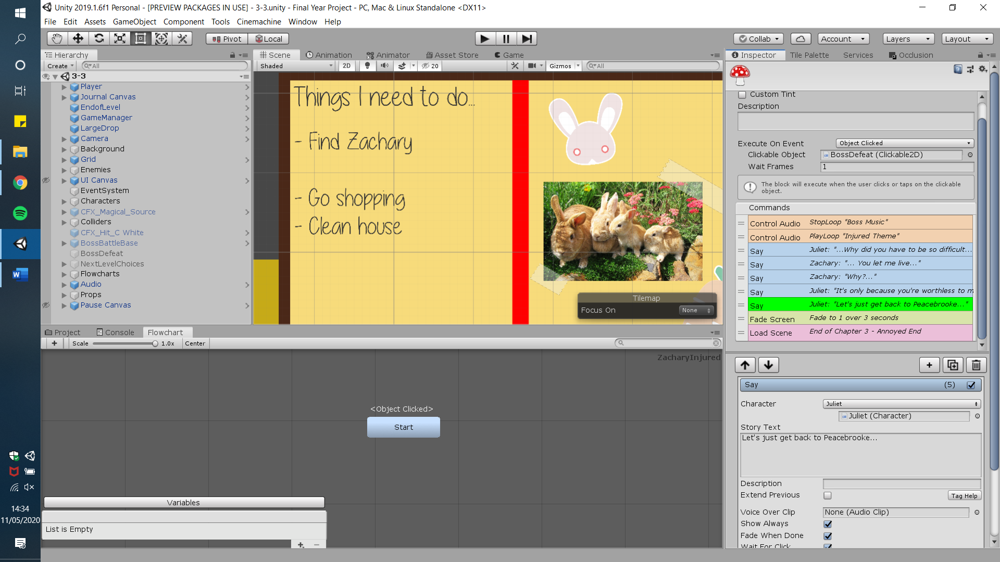 Unity 2019.1.6f1 Personal - [PREVIEW PACKAGES IN USE] - 3-3.unity - Final Year Project - PC, Mac & Linux Standalone <DX11>
File Edit Assets GameObject Component Tools Cinemachine Window Help
Pivot Local
Collab Account Layers Layout
Hierarchy
Create All
3-3
Player
Journal Canvas
EndofLevel
GameManager
LargeDrop
Camera
Background
Grid
Enemies
UI Canvas
EventSystem
Characters
CFX_Magical_Source
Colliders
CFX_Hit_C White
BossBattleBase
BossDefeat
NextLevelChoices
Flowcharts
Audio
Props
Pause Canvas
Scene Animation Animator Asset Store Game
Shaded 2D 20 Gizmos All
Things I need to do...
- Find Zachary
- Go shopping
- Clean house
Tilemap
Focus On None
Project Console Flowchart
Scale 1.0x Center
ZacharyInjured
<Object Clicked>
Start
Variables
List is Empty
Inspector Tile Palette Services Occlusion
Custom Tint
Description
Execute On Event Object Clicked
Clickable Object BossDefeat (Clickable2D)
Wait Frames 1
The block will execute when the user clicks or taps on the clickable
object.
Commands
Control Audio StopLoop "Boss Music"
Control Audio PlayLoop "Injured Theme"
Say Juliet: "...Why did you have to be so difficult...
Say Zachary: "... You let me live..."
Say Zachary: "Why?..."
Say Juliet: "It's only because you're worthless to m
Say Juliet: "Let's just get back to Peacebrooke..."
Fade Screen Fade to 1 over 3 seconds
Load Scene End of Chapter 3 - Annoyed End
Say (5)
Character Juliet
Juliet (Character)
Story Text
Let's just get back to Peacebrooke...
Description
Extend Previous Tag Help
Voice Over Clip None (Audio Clip)
Show Always
Fade When Done
Wait For Click
14:34
11/05/2020